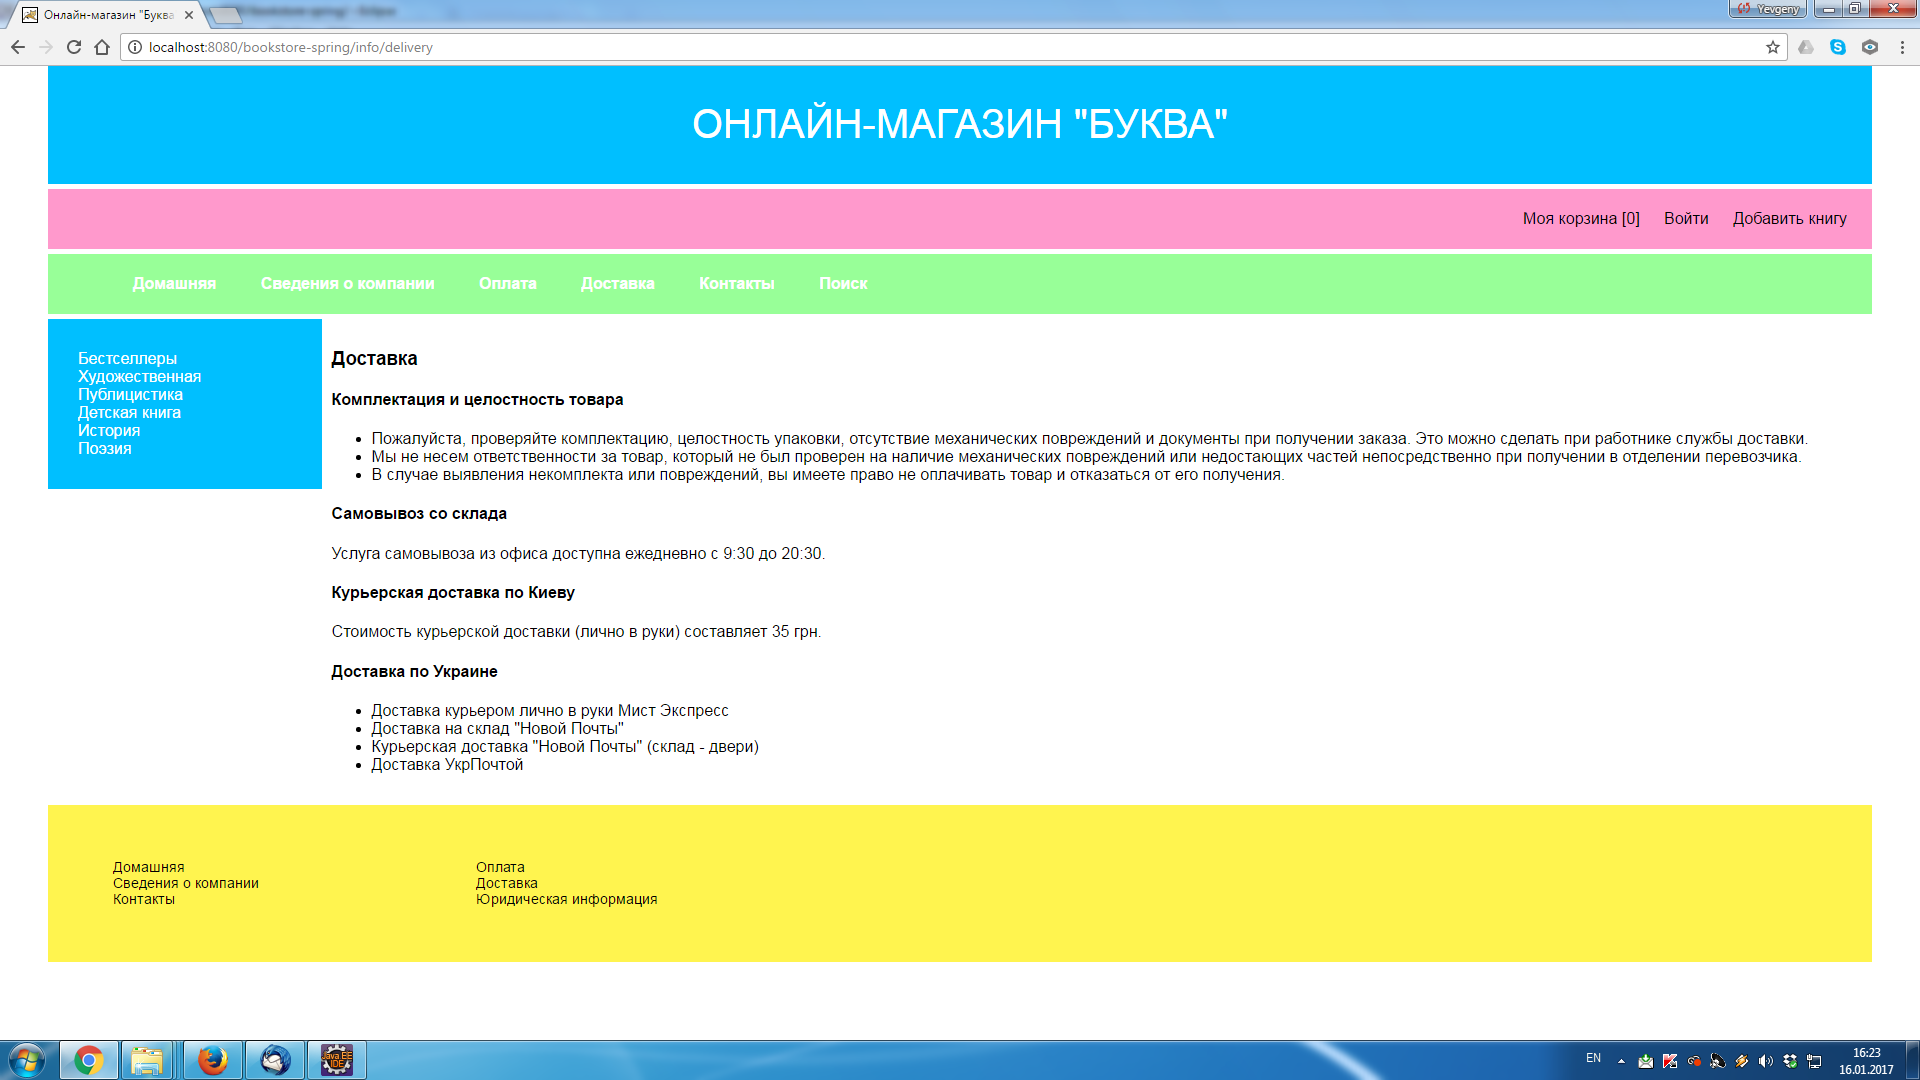 Онлайн-магазин "Буква
Yevgeny
localhost:8080/bookstore-spring/info/delivery
ОНЛАЙН-МАГАЗИН "БУКВА"
Моя корзина [0] Войти Добавить книгу
Домашняя Сведения о компании Оплата Доставка Контакты Поиск
Бестселлеры
Художественная
Публицистика
Детская книга
История
Поэзия
Доставка
Комплектация и целостность товара
Пожалуйста, проверяйте комплектацию, целостность упаковки, отсутствие механических повреждений и документы при получении заказа. Это можно сделать при работнике службы доставки.
Мы не несем ответственности за товар, который не был проверен на наличие механических повреждений или недостающих частей непосредственно при получении в отделении перевозчика.
В случае выявления некомплекта или повреждений, вы имеете право не оплачивать товар и отказаться от его получения.
Самовывоз со склада
Услуга самовывоза из офиса доступна ежедневно с 9:30 до 20:30.
Курьерская доставка по Киеву
Стоимость курьерской доставки (лично в руки) составляет 35 грн.
Доставка по Украине
Доставка курьером лично в руки Мист Экспресс
Доставка на склад "Новой Почты"
Курьерская доставка "Новой Почты" (склад - двери)
Доставка УкрПочтой
Домашняя
Сведения о компании
Контакты
Оплата
Доставка
Юридическая информация
Java EE
IDE
EN
16:23
16.01.2017